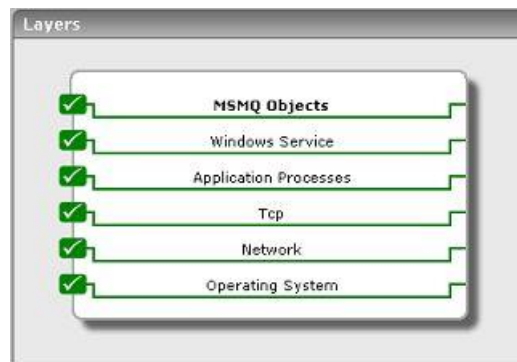 Layers
MSMQ Objects
Windows Service
Application Processes
Tcp
Network
Operating System